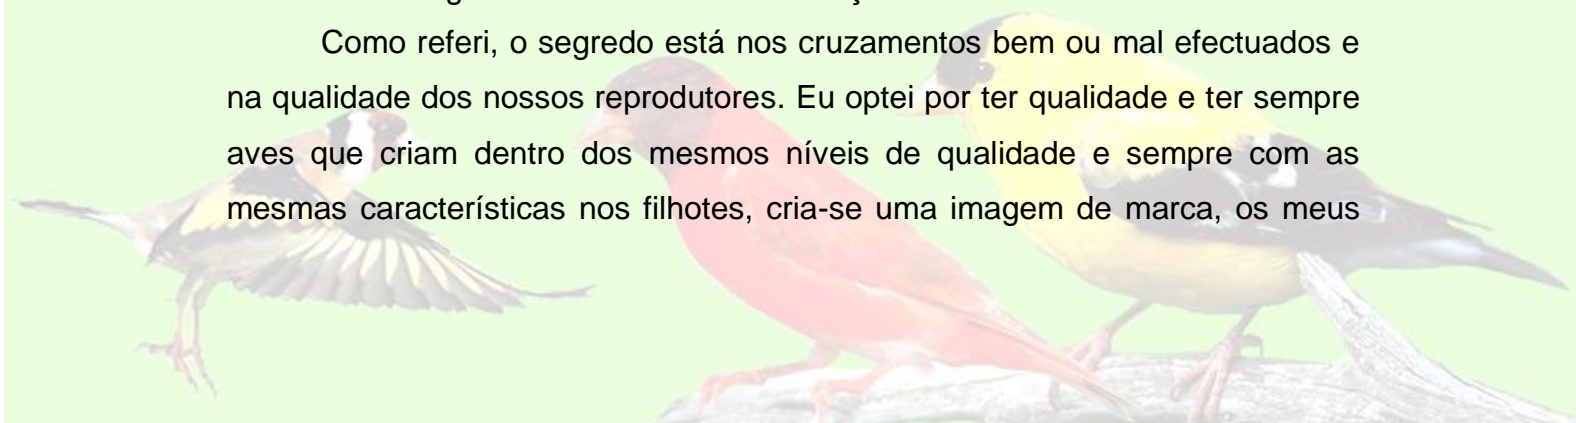 Como referi, o segredo está nos cruzamentos bem ou mal efectuados e
na qualidade dos nossos reprodutores. Eu optei por ter qualidade e ter sempre
aves que criam dentro dos mesmos níveis de qualidade e sempre com as
mesmas características nos filhotes, cria-se uma imagem de marca, os meus